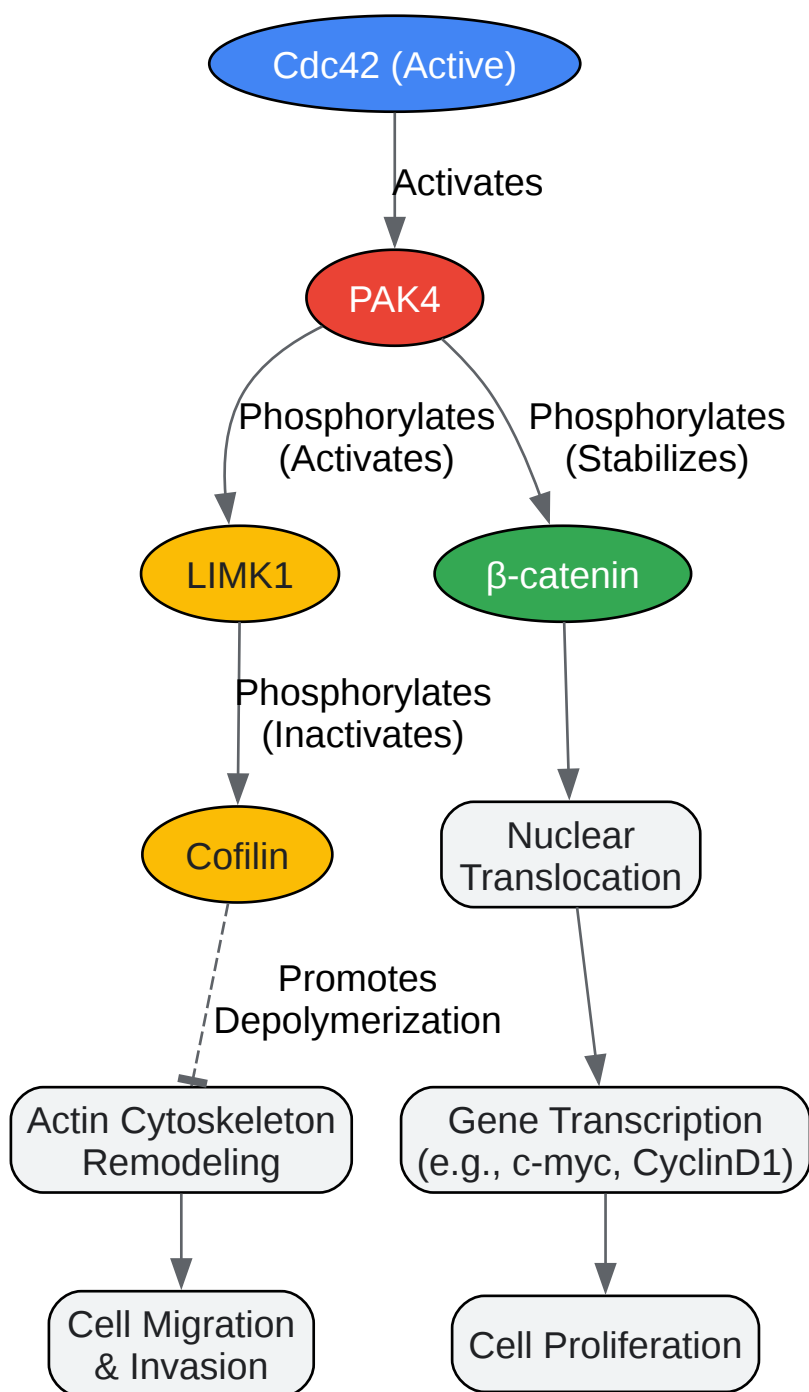 Cdc42 (Active)
Activates
PAK4
Phosphorylates
(Activates)
Phosphorylates
(Stabilizes)
LIMK1
β-catenin
Phosphorylates
(Inactivates)
Cofilin
Nuclear
Translocation
Promotes
Depolymerization
Actin Cytoskeleton
Remodeling
Gene Transcription
(e.g., c-myc, CyclinD1)
Cell Migration
& Invasion
Cell Proliferation